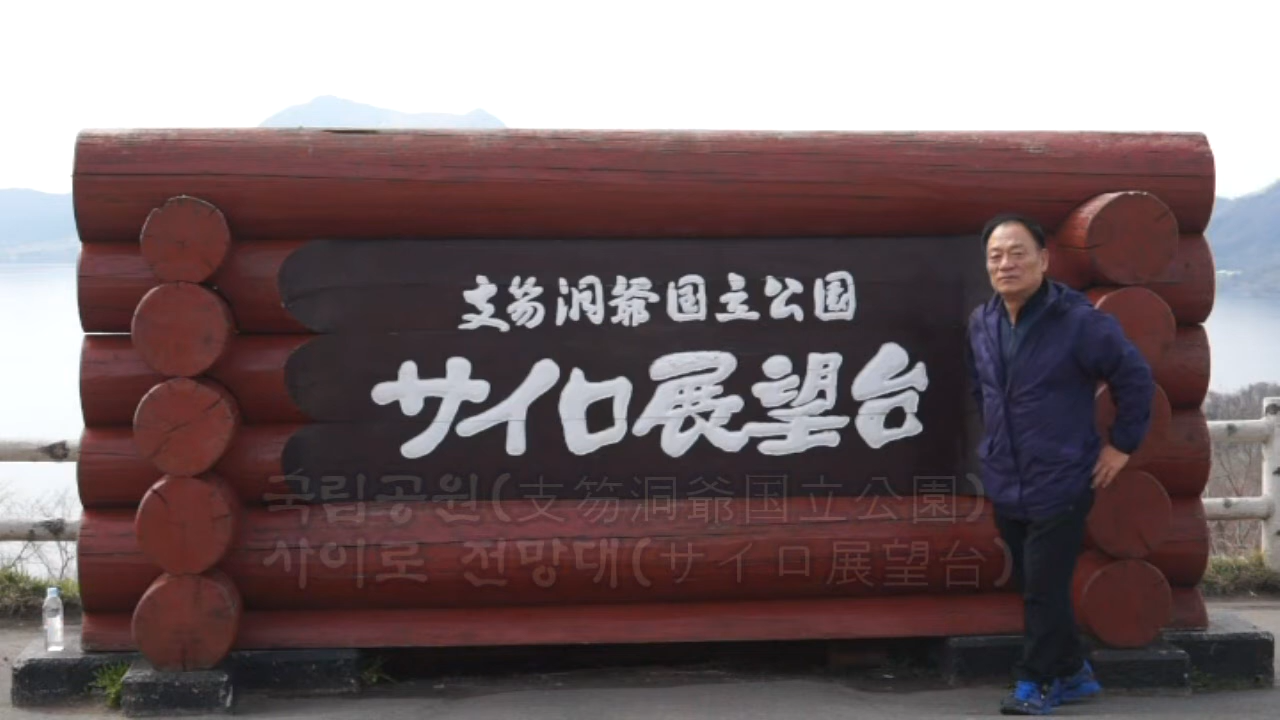 支笏洞爺国立公園
サイロ展望台
국립공원(支笏洞爺国立公園)
사이로 전망대(サイロ展望台)